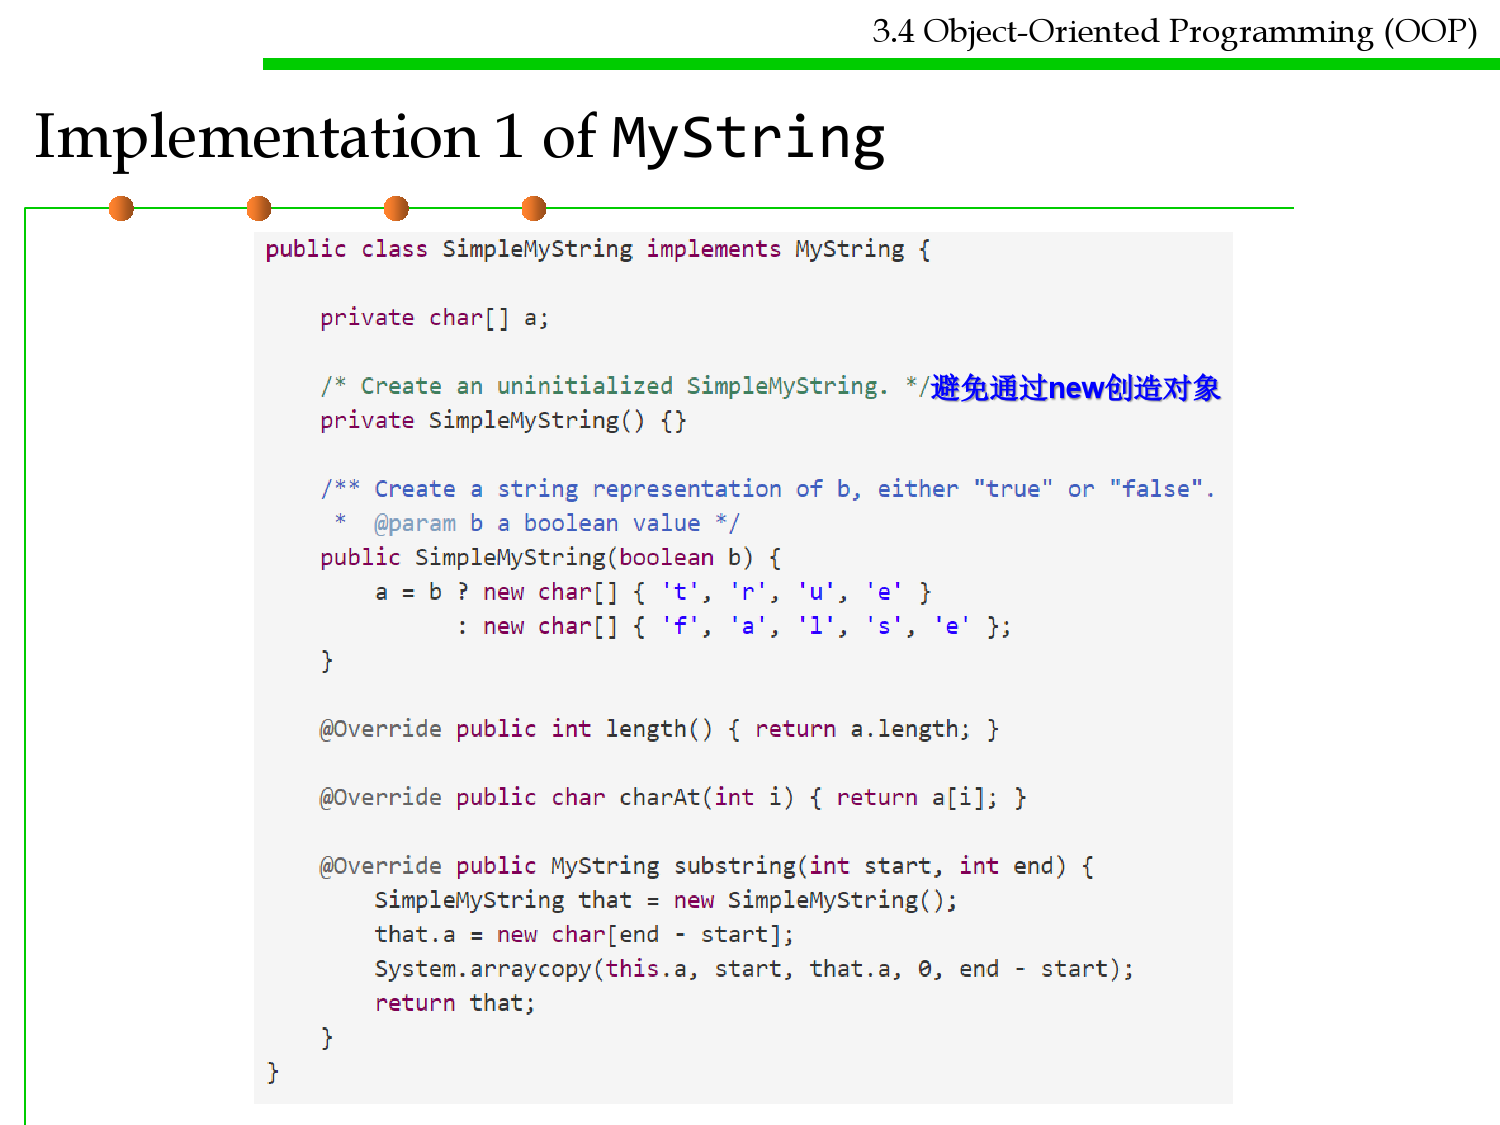 3.4 Object-Oriented Programming (OOP)
Implementation 1 of MyString
public class SimpleMyString implements MyString {
private char[] a;
/* Create an uninitialized SimpleMyString. */避免通过new创造对象
private SimpleMyString() {}
/** Create a string representation of b, either "true" or "false".
* @param b a boolean value */
public SimpleMyString(boolean b) {
a = b ? new char[] { 't', 'r', 'u', 'e' }
: new char[] { 'f', 'a', 'l', 's', 'e' };
}
@Override public int length() { return a.length; }
@Override public char charAt(int i) { return a[i]; }
@Override public MyString substring(int start, int end) {
SimpleMyString that = new SimpleMyString();
that.a = new char[end - start];
System.arraycopy(this.a, start, that.a, 0, end - start);
return that;
}
}